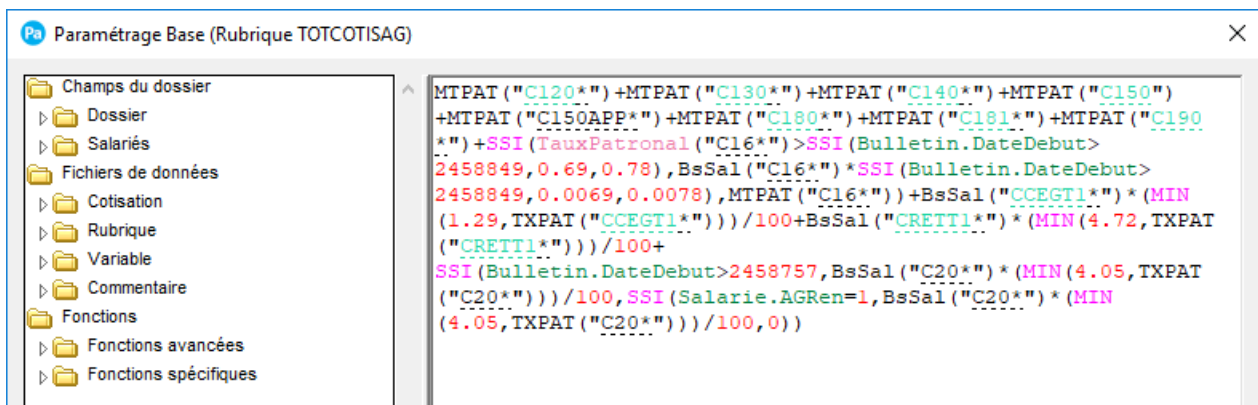 Pa Paramétrage Base (Rubrique TOTCOTISAG)
Champs du dossier
Dossier
Salariés
Fichiers de données
Cotisation
Rubrique
Variable
Commentaire
Fonctions
Fonctions avancées
Fonctions spécifiques
MTPAT("C120*")+MTPAT("C130*")+MTPAT("C140*")+MTPAT("C150")
+MTPAT("C150APP*")+MTPAT("C180*")+MTPAT("C181*")+MTPAT("C190
*")+SSI(TauxPatronal("C16*")>SSI(Bulletin.DateDebut>
2458849,0.69,0.78),BsSal("C16*")*SSI(Bulletin.DateDebut>
2458849,0.0069,0.0078),MTPAT("C16*"))+BsSal("CCEGT1*")*(MIN
(1.29,TXPAT("CCEGT1*")))/100+BsSal("CRETT1*")*(MIN(4.72,TXPAT
("CRETT1*")))/100+
SSI(Bulletin.DateDebut>2458757,BsSal("C20*")*(MIN(4.05,TXPAT
("C20*")))/100,SSI(Salarie.AGRen=1,BsSal("C20*")*(MIN
(4.05,TXPAT("C20*")))/100,0))